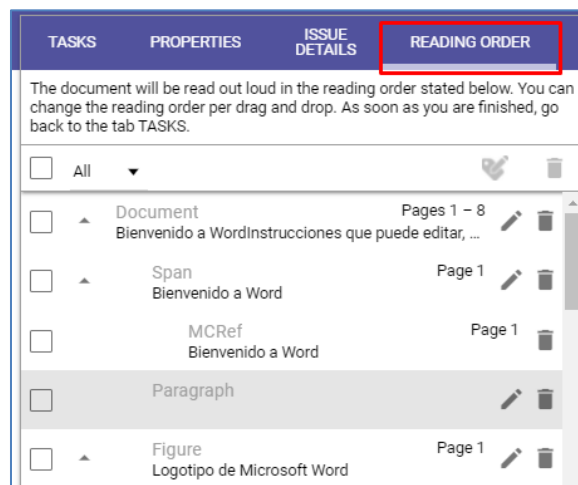 TASKS PROPERTIES ISSUE DETAILS READING ORDER
The document will be read out loud in the reading order stated below. You can
change the reading order per drag and drop. As soon as you are finished, go
back to the tab TASKS.
All
Document Pages 1 – 8
Bienvenido a WordInstrucciones que puede editar, ...
Span Page 1
Bienvenido a Word
MCRef Page 1
Bienvenido a Word
Paragraph
Figure Page 1
Logotipo de Microsoft Word